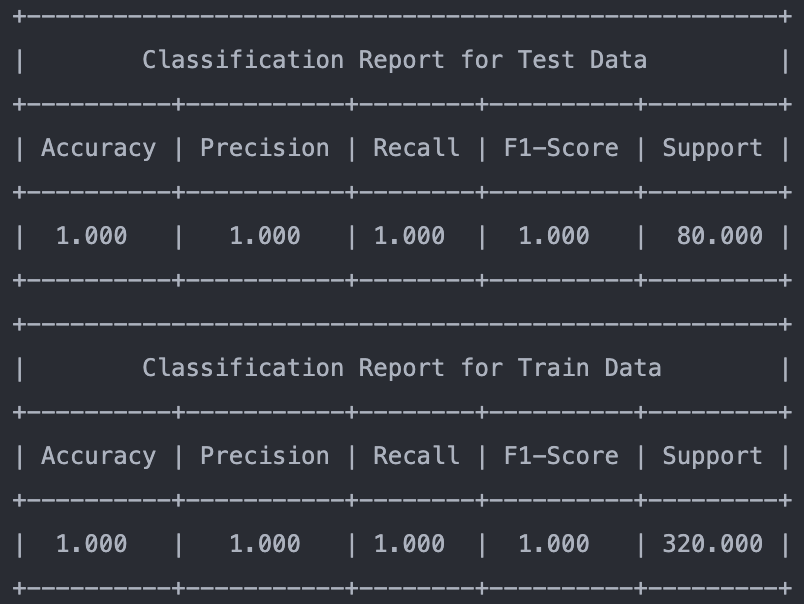 +-----------------------------------------------------+
|        Classification Report for Test Data         |
+----------+-----------+--------+----------+---------+
| Accuracy | Precision | Recall | F1-Score | Support |
+----------+-----------+--------+----------+---------+
|  1.000   |   1.000   | 1.000  |  1.000   |  80.000 |
+----------+-----------+--------+----------+---------+
+-----------------------------------------------------+
|        Classification Report for Train Data         |
+----------+-----------+--------+----------+---------+
| Accuracy | Precision | Recall | F1-Score | Support |
+----------+-----------+--------+----------+---------+
|  1.000   |   1.000   | 1.000  |  1.000   | 320.000 |
+----------+-----------+--------+----------+---------+